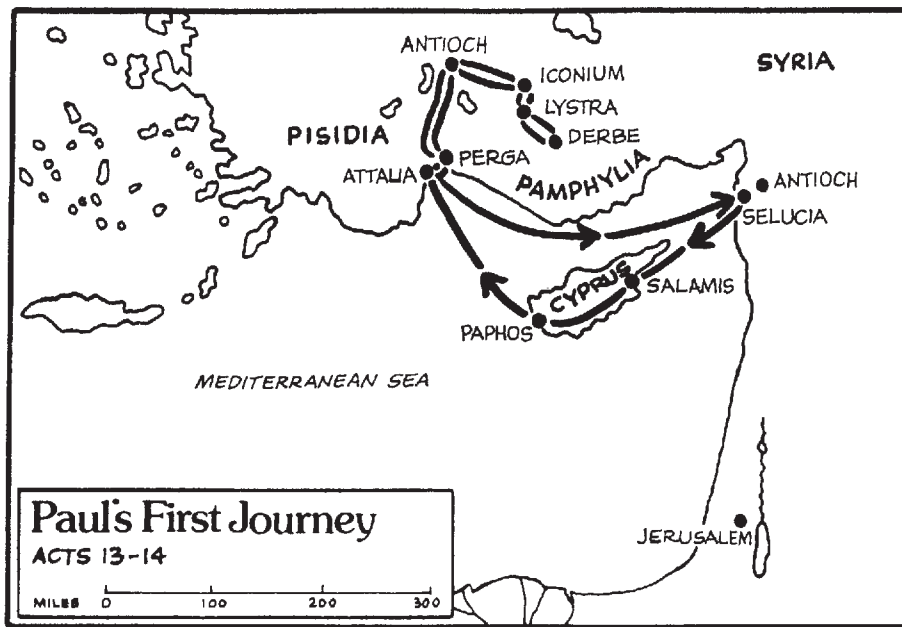 ANTIOCH
SYRIA
ICONIUM
LYSTRA
PISIDIA
DERBE
PERGA
ATTALIA
PAMPHYLIA
ANTIOCH
SELUCIA
CYPRUS
SALAMIS
PAPHOS
MEDITERRANEAN SEA
Paul's First Journey
ACTS 13-14
JERUSALEM
MILES 0 100 200 300